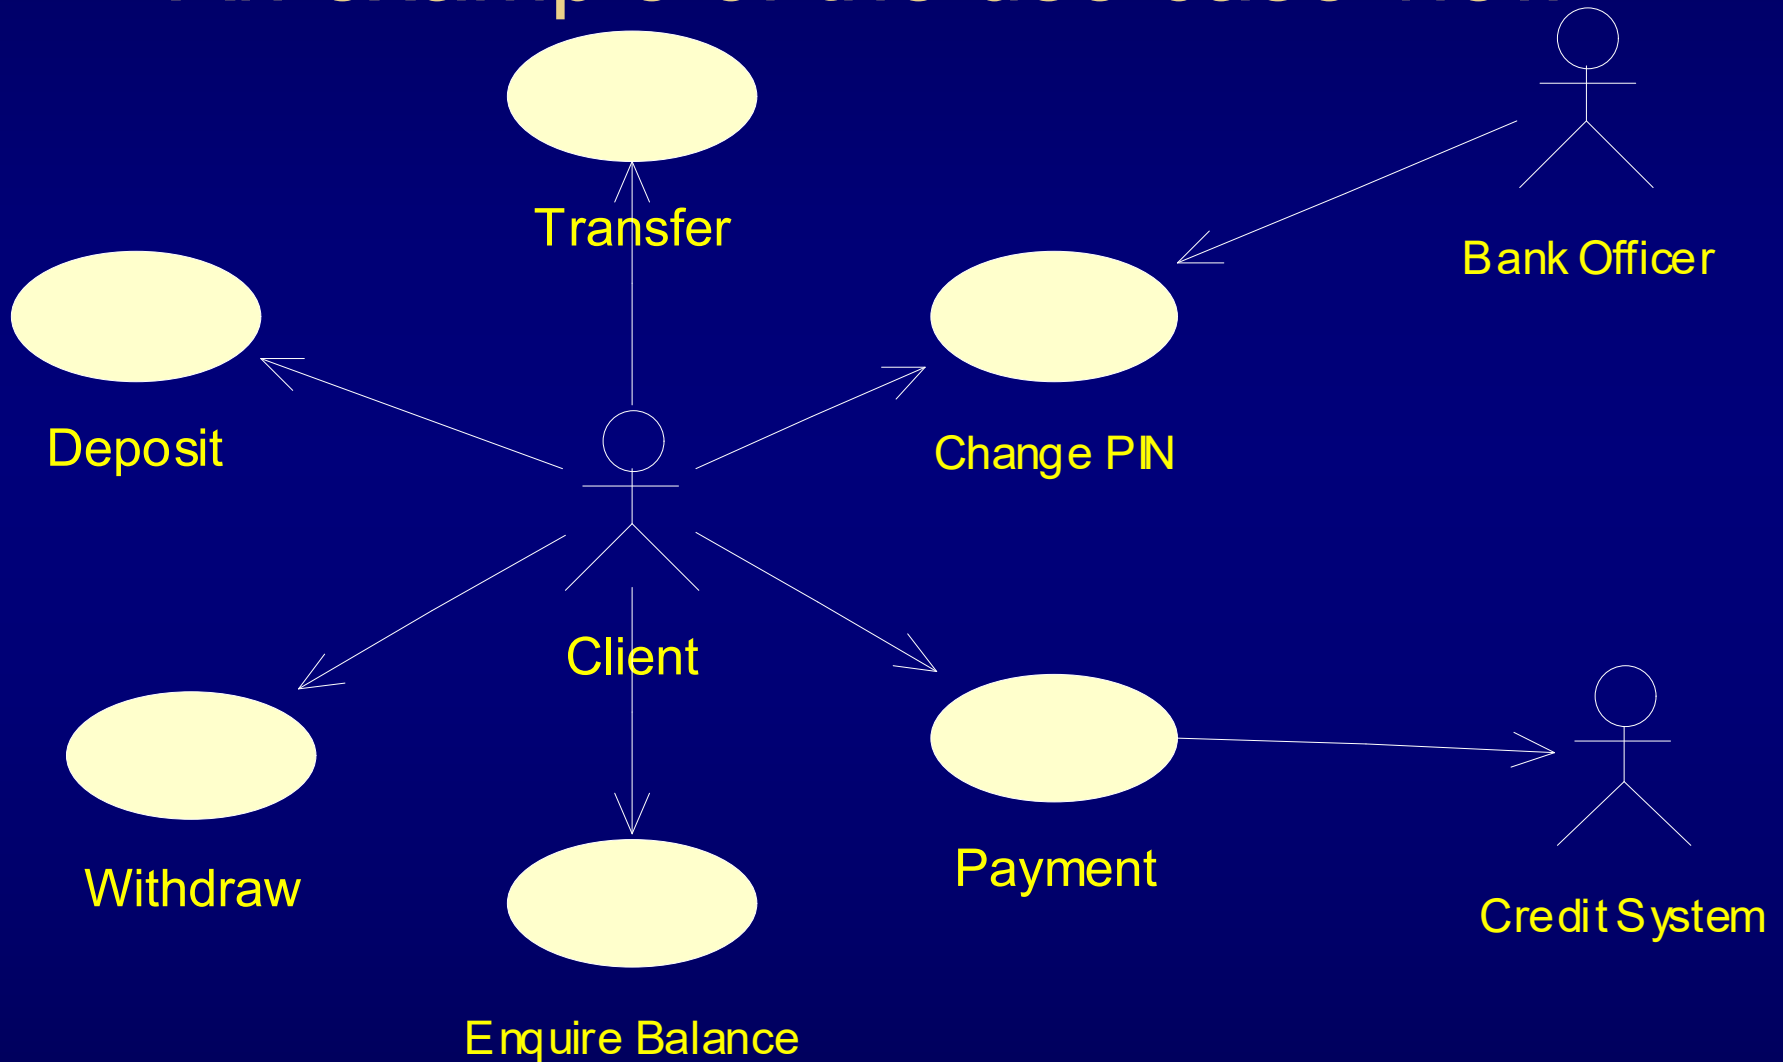 Transfer
Bank Officer
Deposit
Change PIN
Client
Withdraw
Payment
Credit System
Enquire Balance